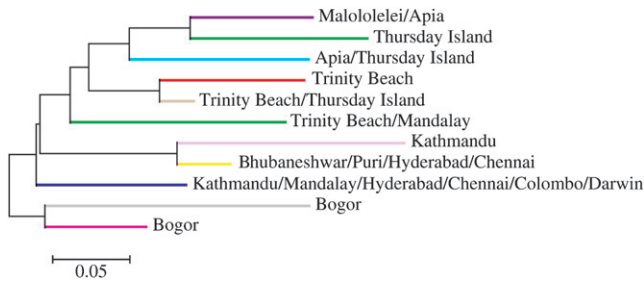 Malololelei/Apia
Thursday Island
Apia/Thursday Island
Trinity Beach
Trinity Beach/Thursday Island
Trinity Beach/Mandalay
Kathmandu
Bhubaneshwar/Puri/Hyderabad/Chennai
Kathmandu/Mandalay/Hyderabad/Chennai/Colombo/Darwin
Bogor
Bogor
0.05